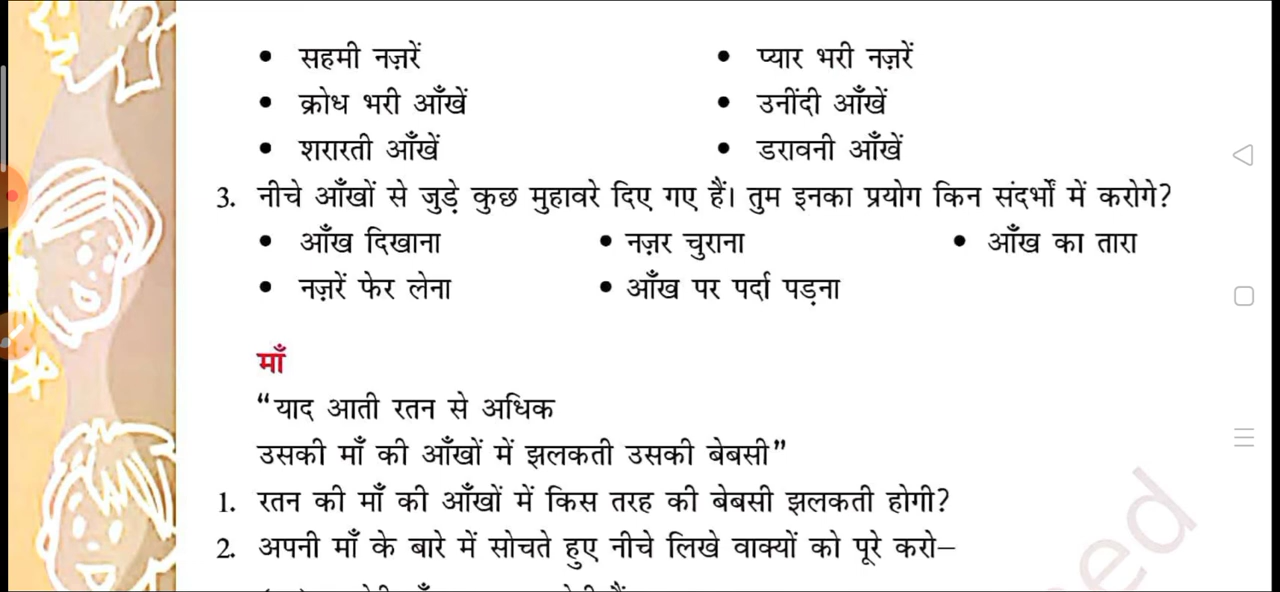 • सहमी नज़रें • प्यार भरी नज़रें
• क्रोध भरी आँखें • उनींदी आँखें
• शरारती आँखें • डरावनी आँखें
3. नीचे आँखों से जुड़े कुछ मुहावरे दिए गए हैं। तुम इनका प्रयोग किन संदर्भों में करोगे?
• आँख दिखाना • नज़र चुराना • आँख का तारा
• नज़रें फेर लेना • आँख पर पर्दा पड़ना
माँ
“याद आती रतन से अधिक
उसकी माँ की आँखों में झलकती उसकी बेबसी”
1. रतन की माँ की आँखों में किस तरह की बेबसी झलकती होगी?
2. अपनी माँ के बारे में सोचते हुए नीचे लिखे वाक्यों को पूरे करो–